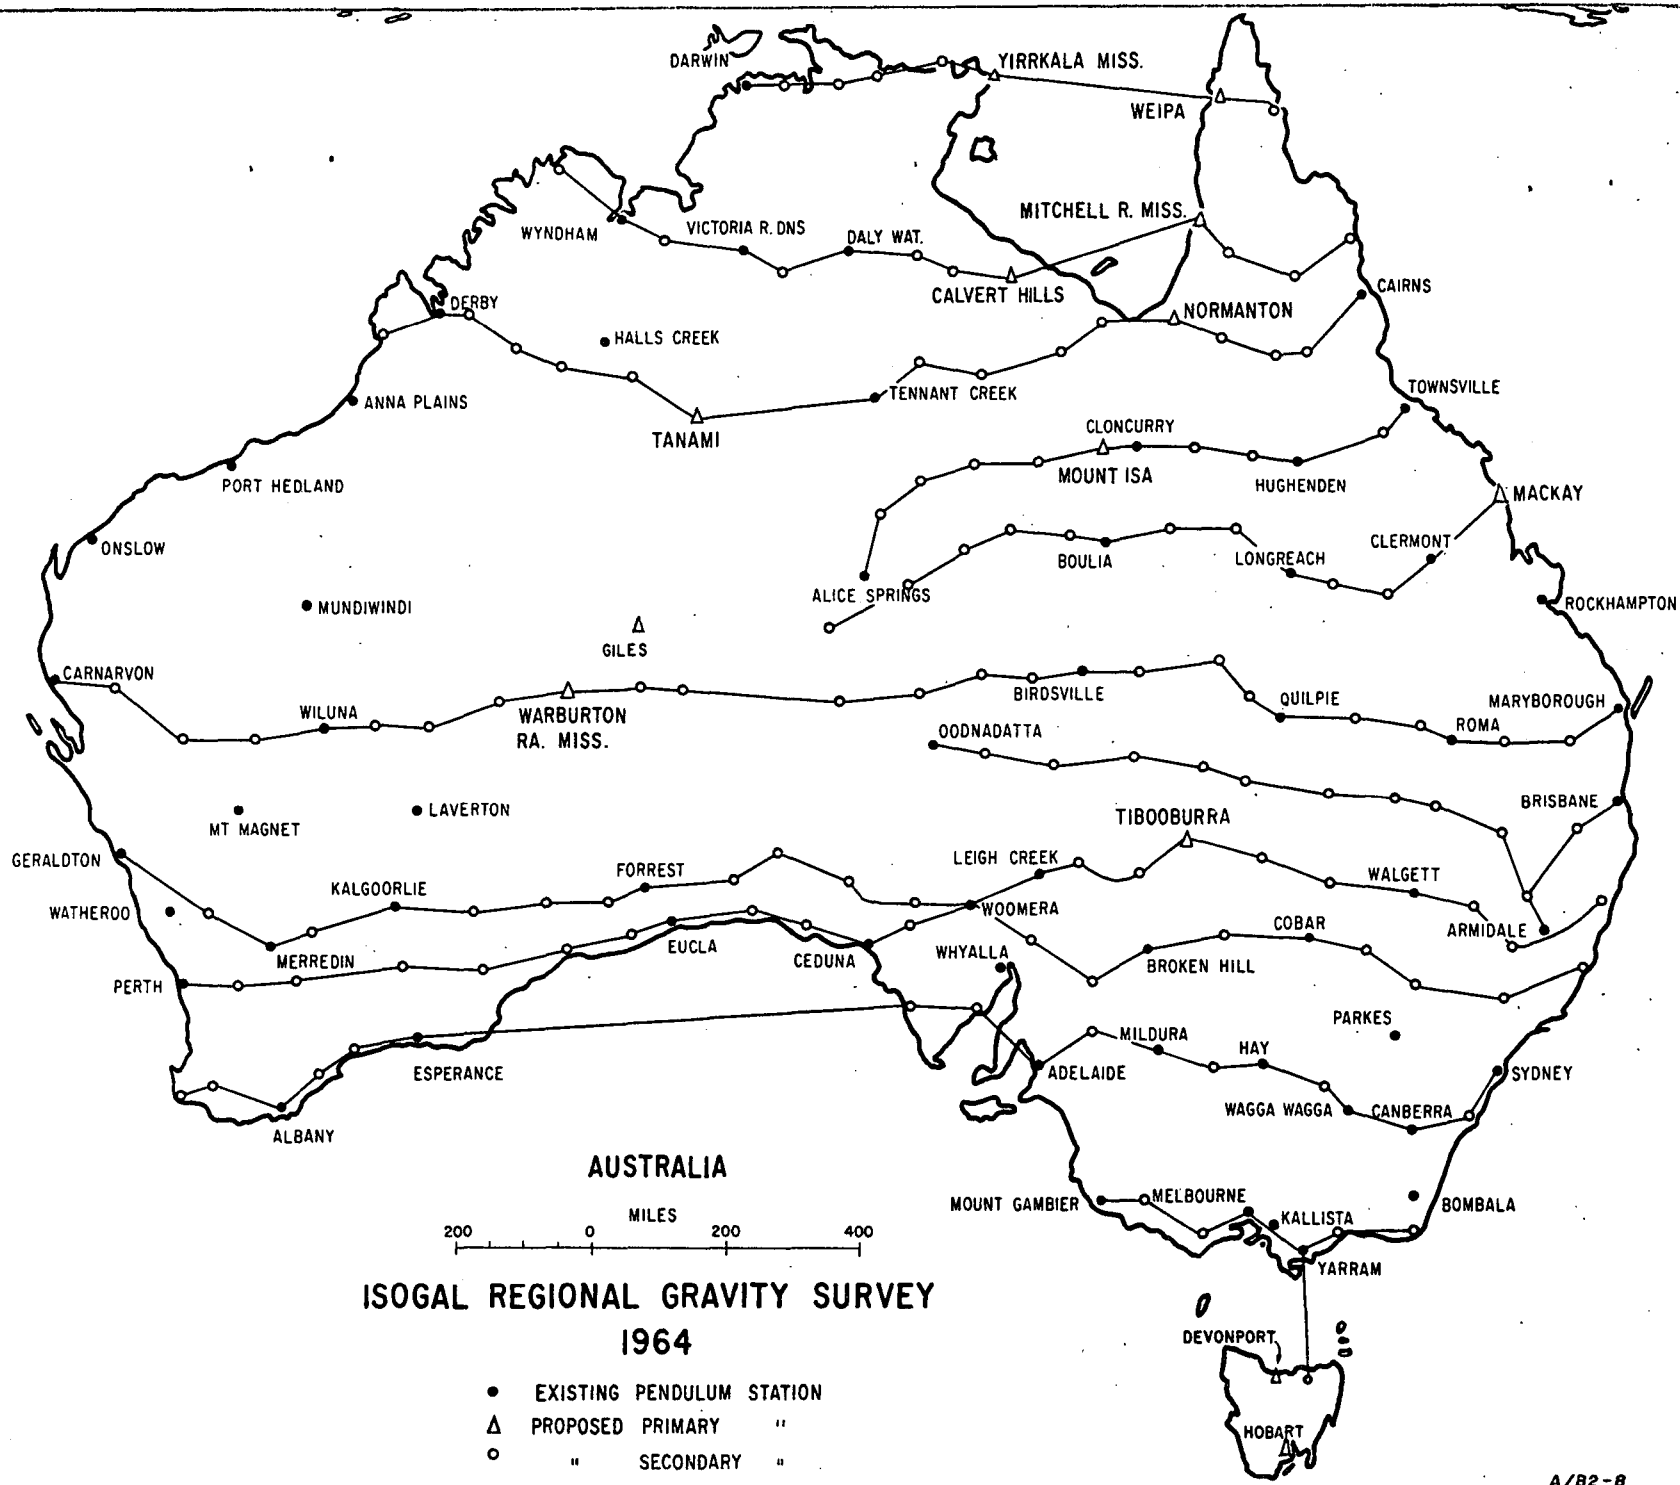 DARWIN
YIRRKALA MISS.
WEIPA
MITCHELL R. MISS.
WYNDHAM
VICTORIA R. DNS
DALY WAT.
CALVERT HILLS
CAIRNS
DERBY
NORMANTON
HALLS CREEK
ANNA PLAINS
TENNANT CREEK
TOWNSVILLE
TANAMI
CLONCURRY
MOUNT ISA
PORT HEDLAND
HUGHENDEN
MACKAY
ONSLOW
CLERMONT
BOULIA
LONGREACH
ALICE SPRINGS
MUNDIWINDI
ROCKHAMPTON
GILES
CARNARVON
BIRDSVILLE
QUILPIE
MARYBOROUGH
WILUNA
WARBURTON
RA. MISS.
ROMA
OODNADATTA
LAVERTON
MT MAGNET
BRISBANE
TIBOOBURRA
GERALDTON
LEIGH CREEK
FORREST
WALGETT
KALGOORLIE
WATHEROO
WOOMERA
COBAR
ARMIDALE
EUCLA
WHYALLA
MERREDIN
CEDUNA
BROKEN HILL
PERTH
PARKES
MILDURA
HAY
ESPERANCE
ADELAIDE
SYDNEY
WAGGA WAGGA
CANBERRA
ALBANY
MOUNT GAMBIER
MELBOURNE
BOMBALA
KALLISTA
YARRAM
AUSTRALIA
MILES
200 0 200 400
ISOGAL REGIONAL GRAVITY SURVEY
1964
DEVONPORT
HOBART
EXISTING PENDULUM STATION
PROPOSED PRIMARY "
" SECONDARY "
A/B2-8